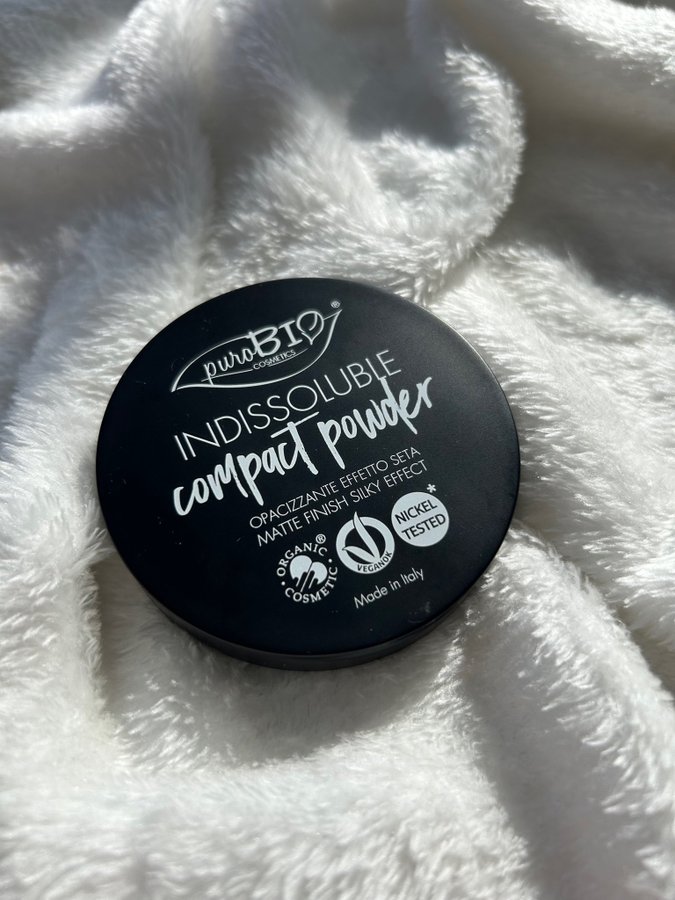 puroBIO®
COSMETICS
INDISSOLUBLE
compact powder
OPACIZZANTE EFFETTO SETA
MATTE FINISH SILKY EFFECT
ORGANIC ®
COSMETIC
VEGANOK
NICKEL *
TESTED
Made in Italy